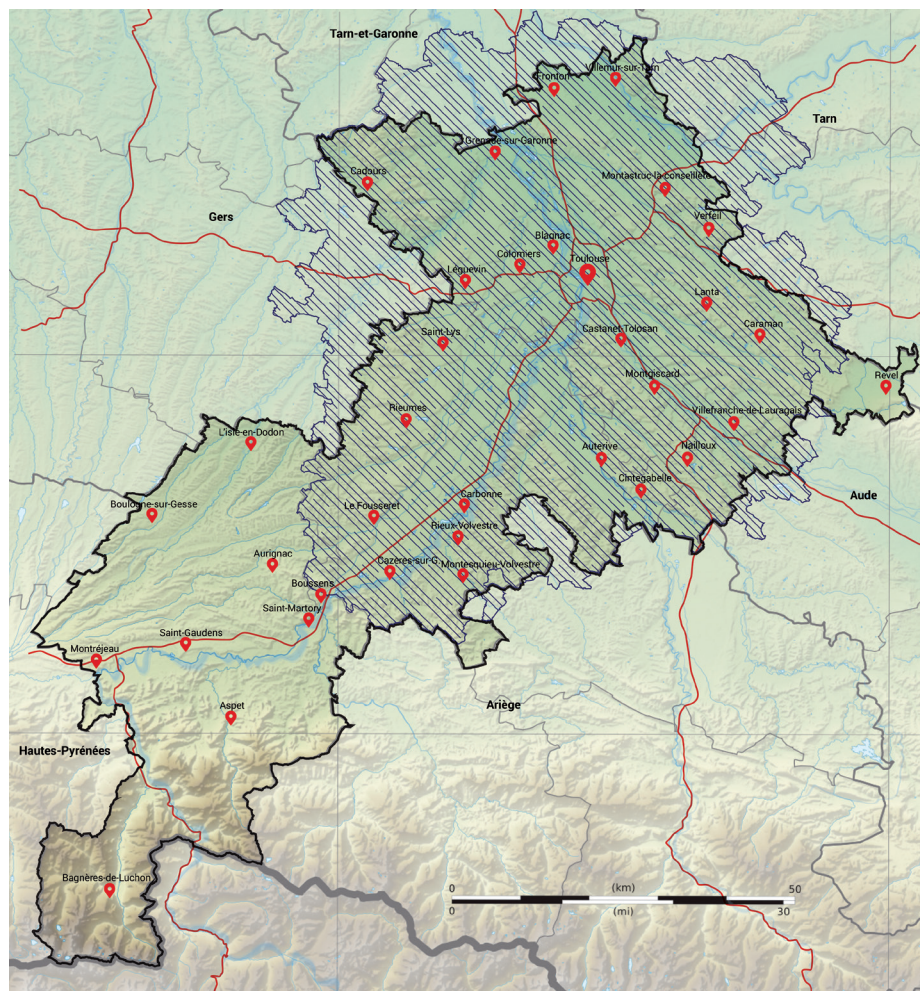 Tarn-et-Garonne
Villemur-sur-Tarn
Fronton
Tarn
Grenade-sur-Garonne
Cadours
Montastruc-la-conseillère
Gers
Verfeil
Blagnac
Colomiers
Toulouse
Léguevin
Lanta
Saint-Lys
Castanet-Tolosan
Caraman
Montgiscard
Revel
Rieumes
Villefranche-de-Lauragais
L'isle-en-Dodon
Auterive
Nailloux
Cintegabelle
Aude
Boulogne-sur-Gesse
Carbonne
Le Fousseret
Rieux-Volvestre
Aurignac
Cazères-sur-G.
Montesquieu-Volvestre
Boussens
Saint-Martory
Saint-Gaudens
Montréjeau
Aspet
Ariège
Hautes-Pyrénées
Bagnères-de-Luchon
0 (km) 50
0 (mi) 30